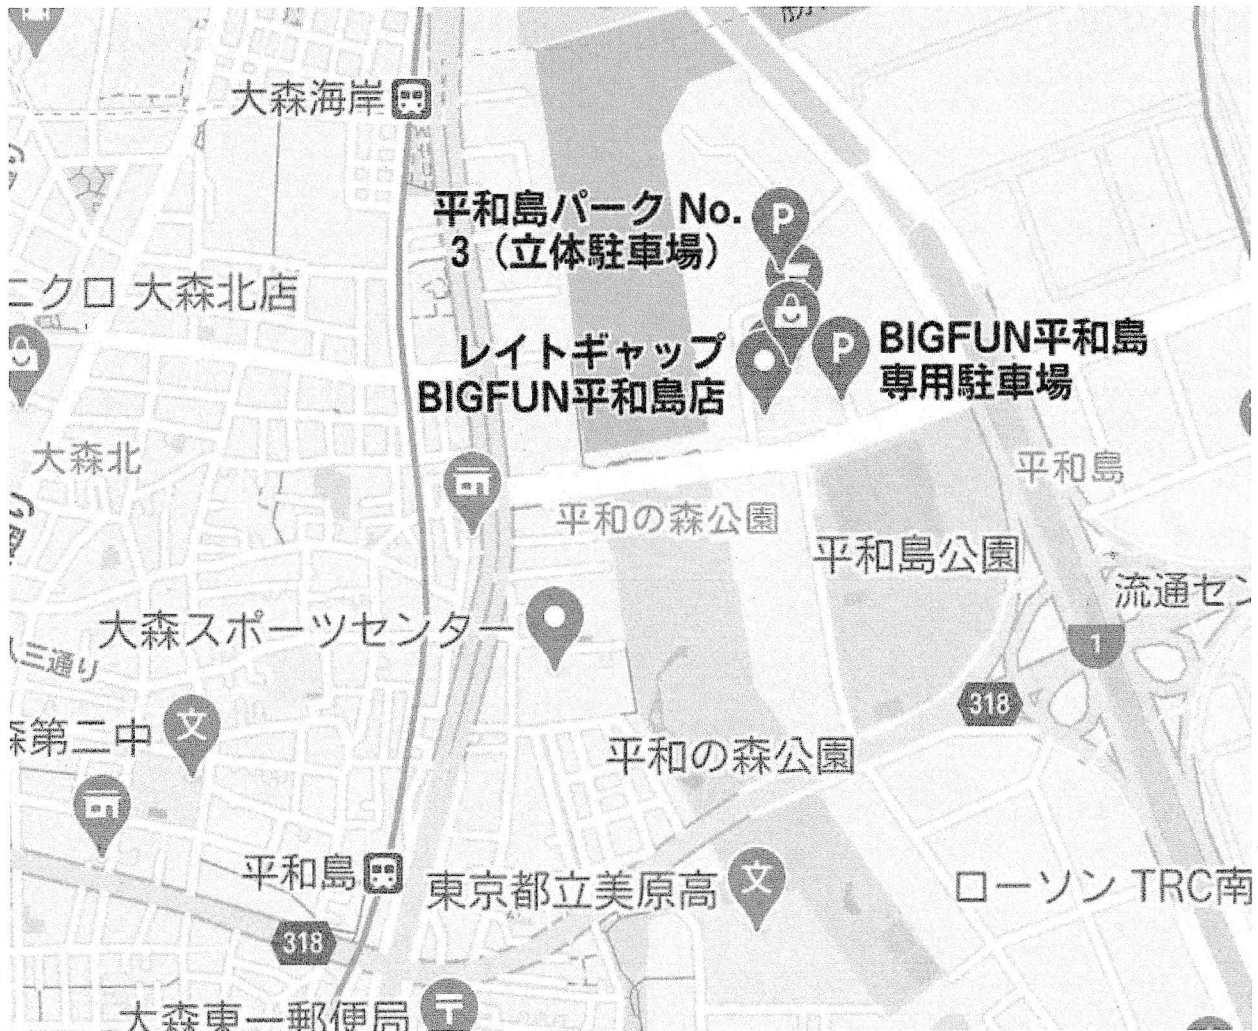 大森海岸
平和島パーク No.
3（立体駐車場）
P
ニクロ 大森北店
レイトギャップ
BIGFUN平和島店
P
BIGFUN平和島
専用駐車場
大森北
平和島
平和の森公園
平和島公園
流通セン
大森スポーツセンター
1
三通り
318
文
森第二中
平和の森公園
平和島
東京都立美原高
文
ローソン TRC南
318
大森東一郵便局